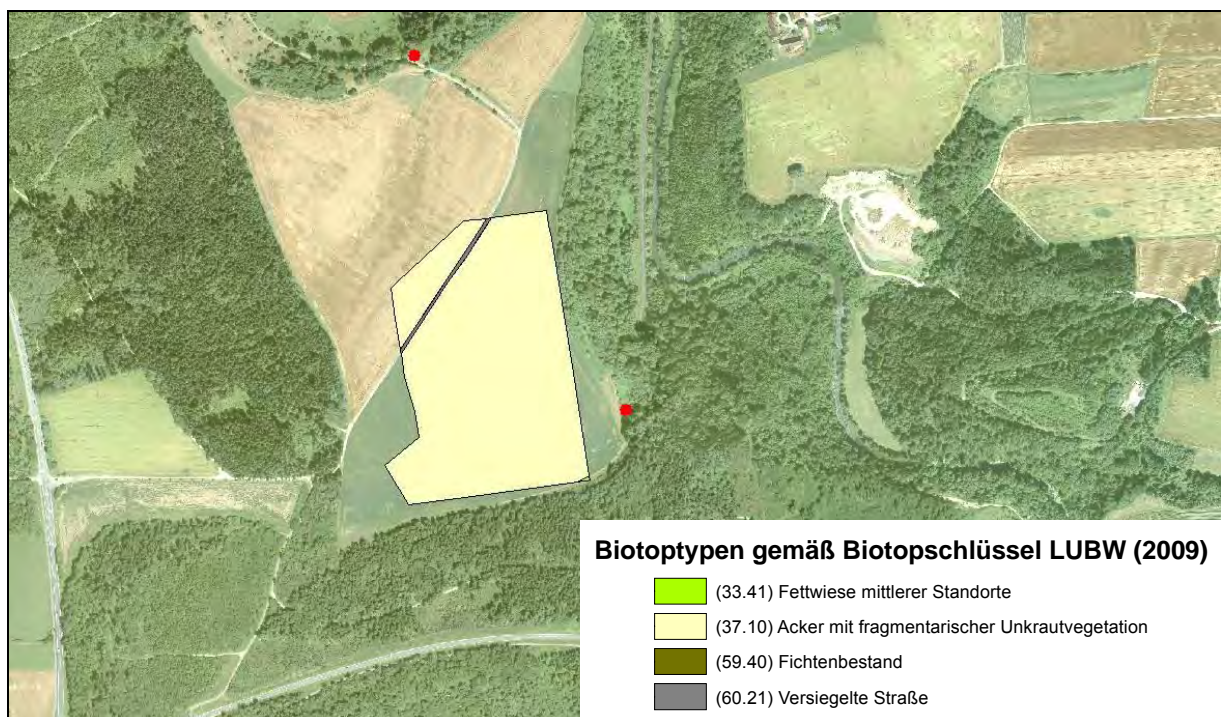 Biotoptypen gemäß Biotopschlüssel LUBW (2009)
(33.41) Fettwiese mittlerer Standorte
(37.10) Acker mit fragmentarischer Unkrautvegetation
(59.40) Fichtenbestand
(60.21) Versiegelte Straße